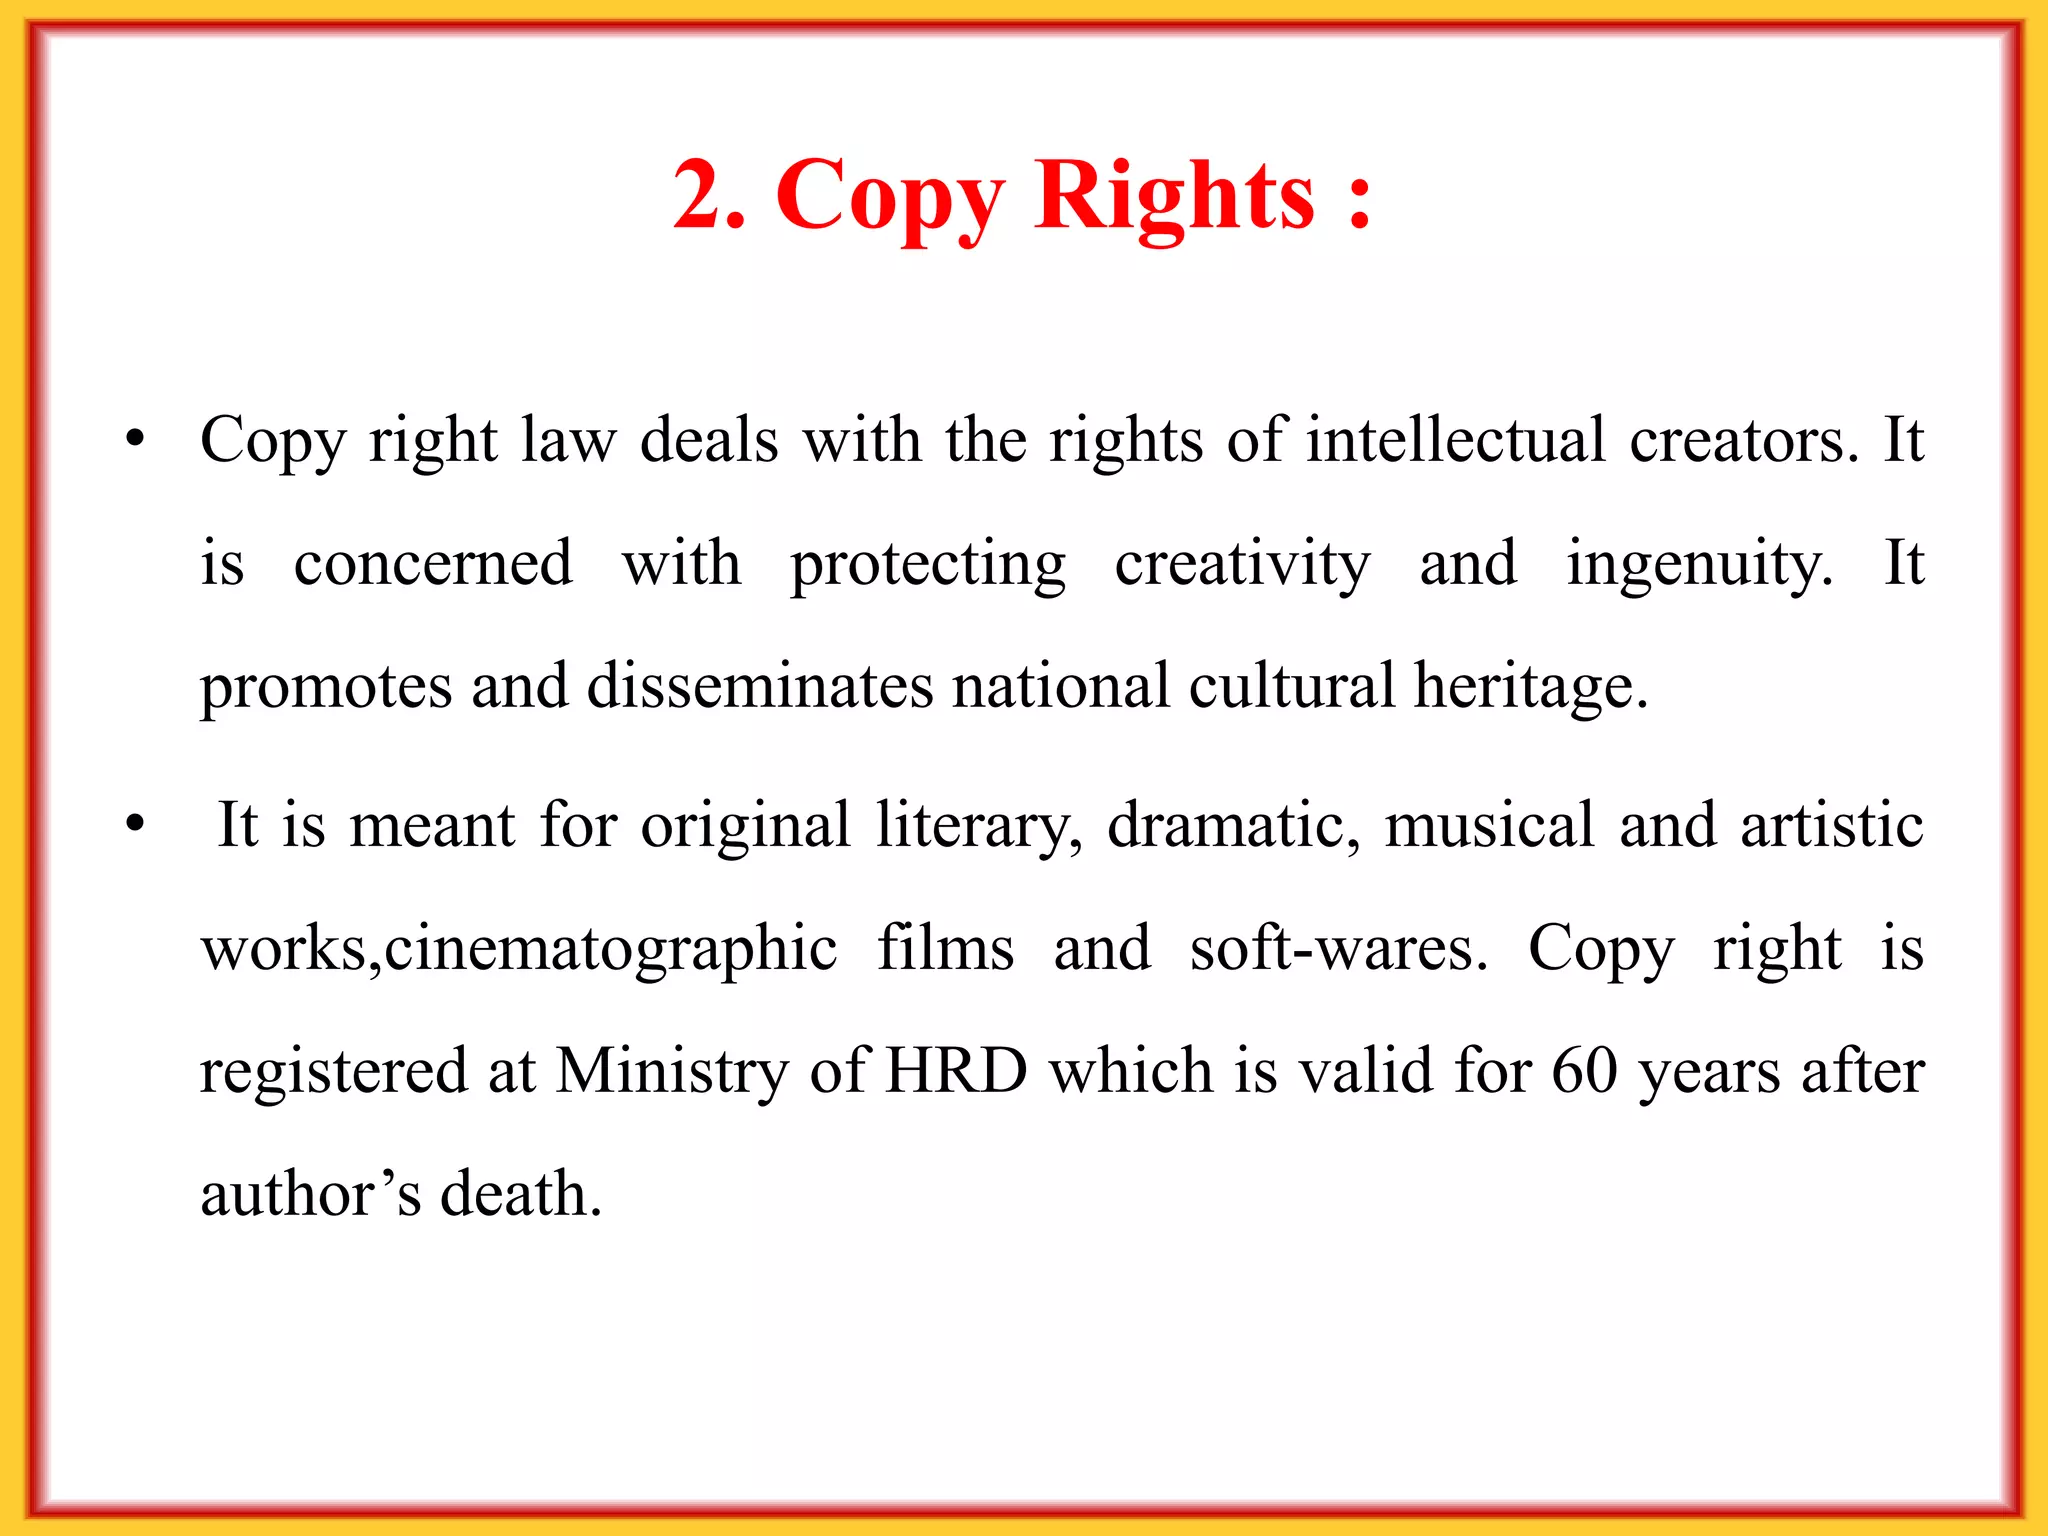 2. Copy Rights :
• Copy right law deals with the rights of intellectual creators. It
is concerned with protecting creativity and ingenuity. It
promotes and disseminates national cultural heritage.
• It is meant for original literary, dramatic, musical and artistic
works,cinematographic films and soft-wares. Copy right is
registered at Ministry of HRD which is valid for 60 years after
author’s death.